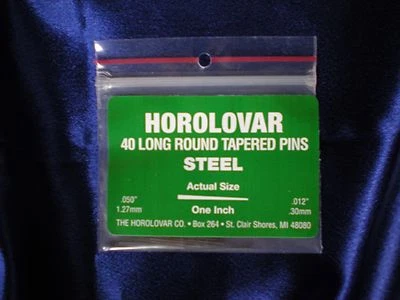 HOROLOVAR
40 LONG ROUND TAPERED PINS
STEEL
Actual Size
.050" .012"
1.27mm One Inch .30mm
THE HOROLOVAR CO. • Box 264 • St. Clair Shores, MI 48080